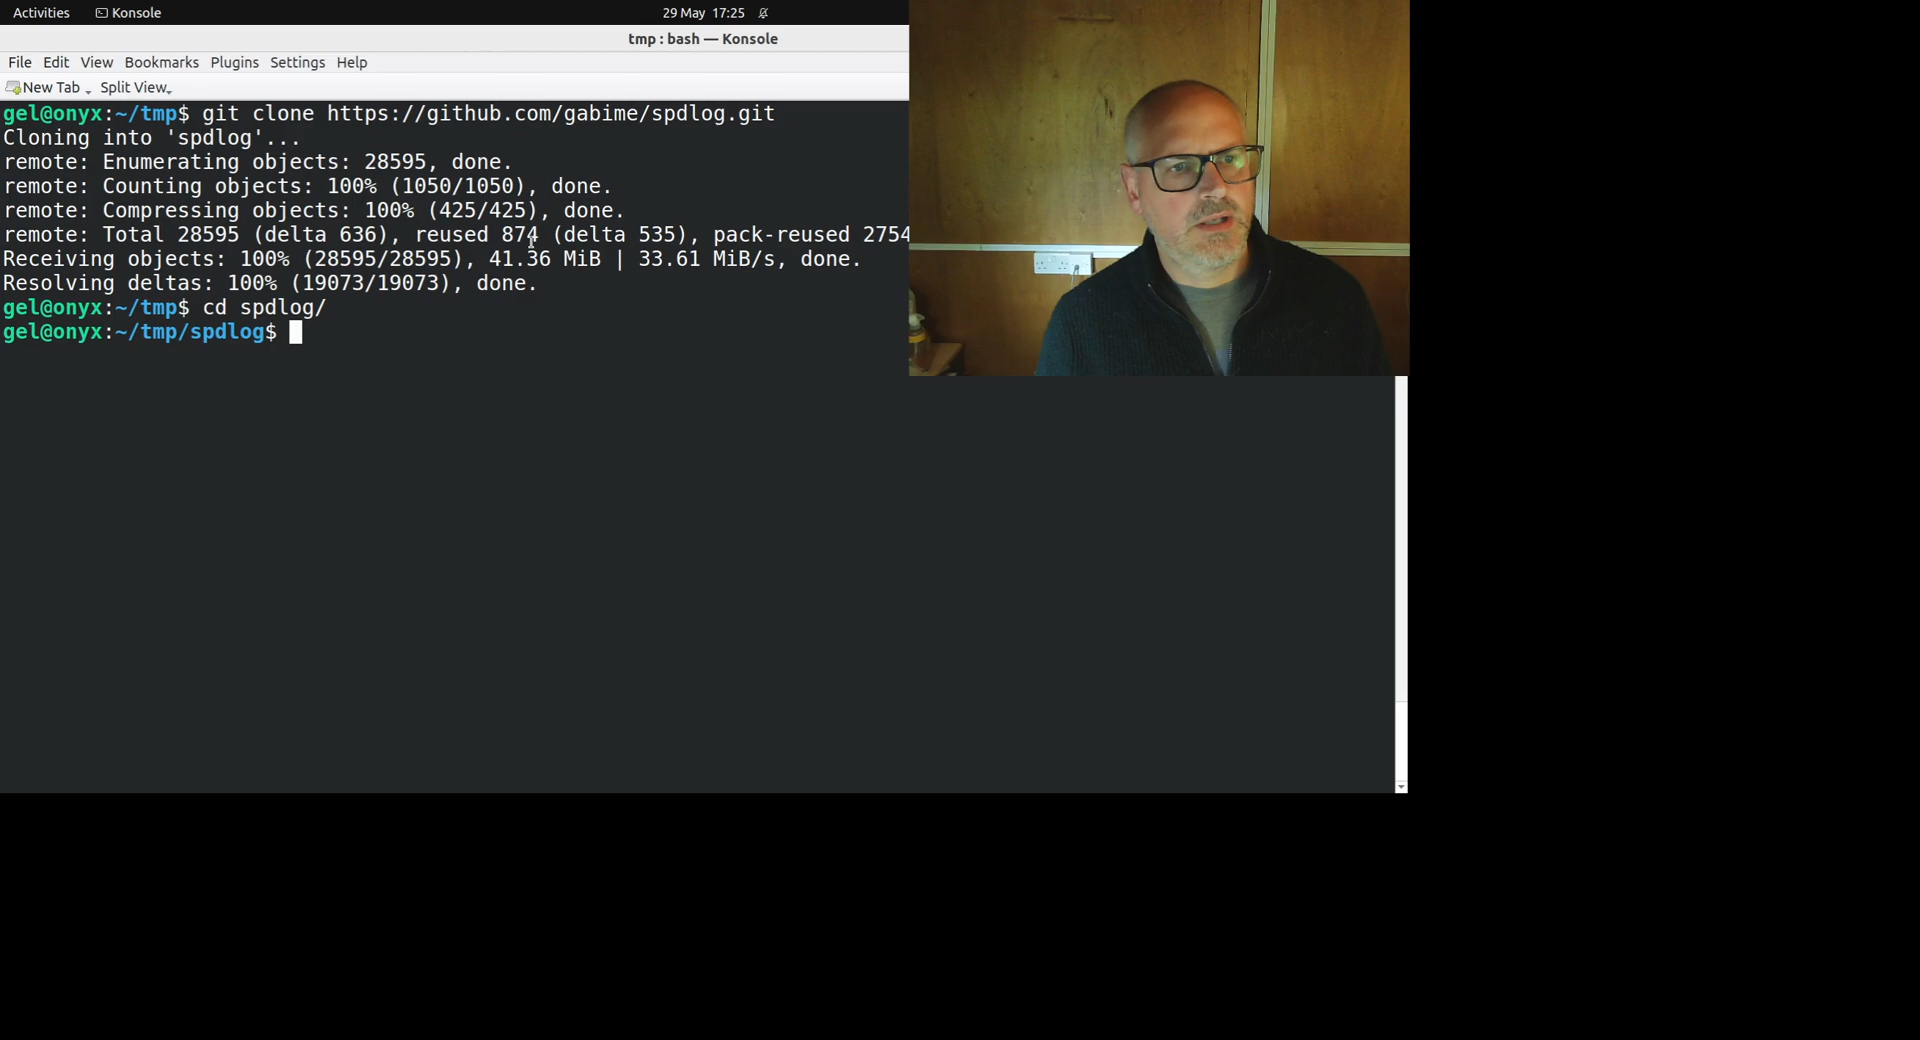 Activities Konsole 29 May 17:25
tmp : bash — Konsole
File Edit View Bookmarks Plugins Settings Help
New Tab Split View
gel@onyx:~/tmp$ git clone https://github.com/gabime/spdlog.git
Cloning into 'spdlog'...
remote: Enumerating objects: 28595, done.
remote: Counting objects: 100% (1050/1050), done.
remote: Compressing objects: 100% (425/425), done.
remote: Total 28595 (delta 636), reused 874 (delta 535), pack-reused 2754
Receiving objects: 100% (28595/28595), 41.36 MiB | 33.61 MiB/s, done.
Resolving deltas: 100% (19073/19073), done.
gel@onyx:~/tmp$ cd spdlog/
gel@onyx:~/tmp/spdlog$